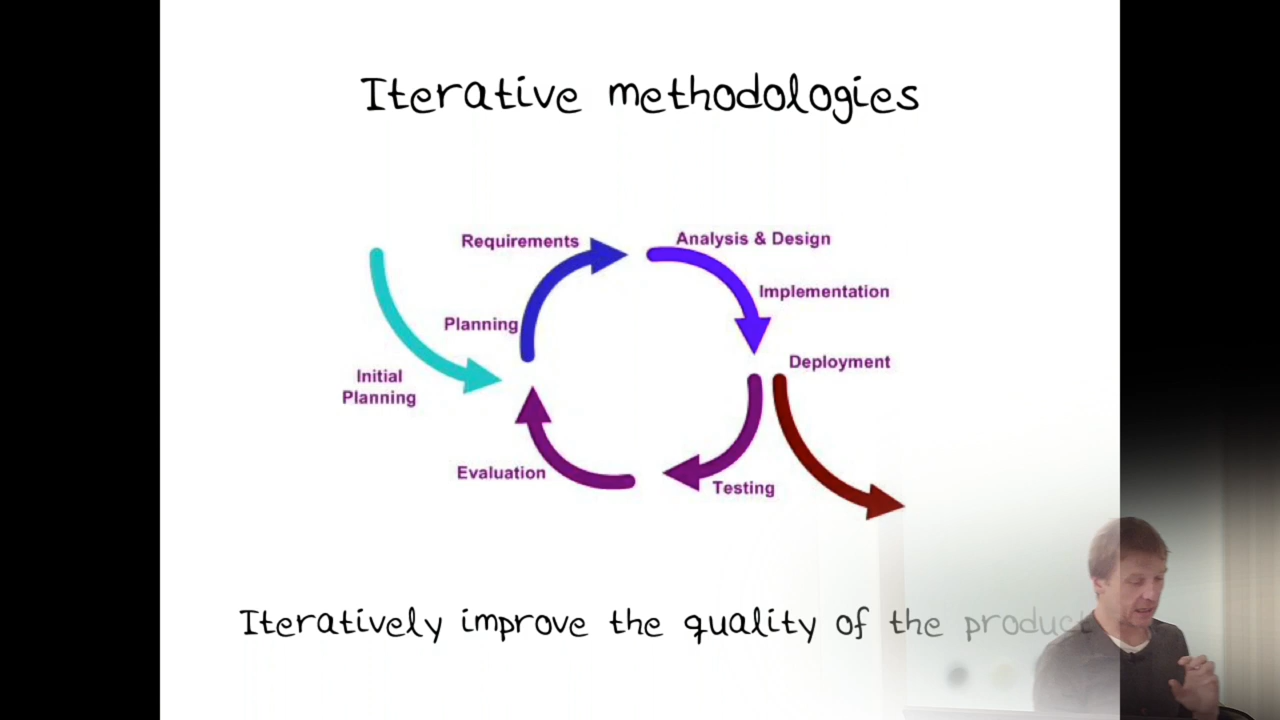 Iterative methodologies
Requirements
Analysis & Design
Implementation
Planning
Deployment
Initial
Planning
Evaluation
Testing
Iteratively improve the quality of the product